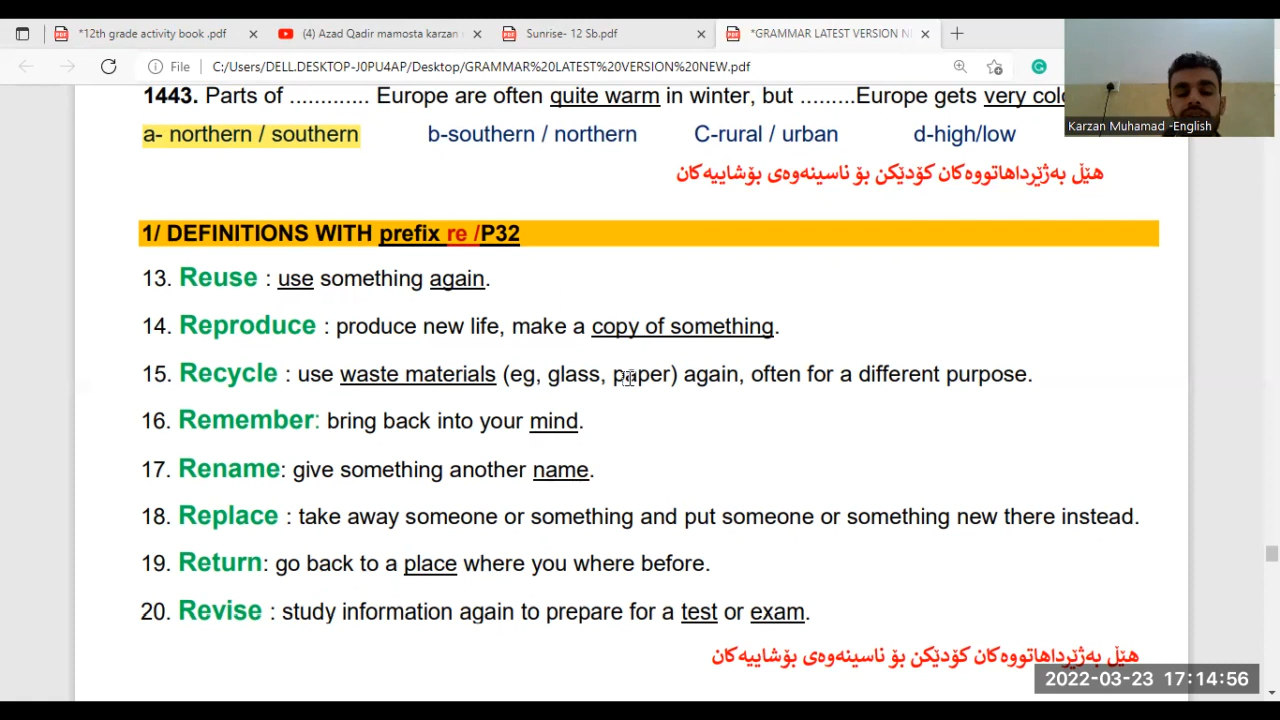 *12th grade activity book .pdf
(4) Azad Qadir mamosta karzan
Sunrise- 12 Sb.pdf
*GRAMMAR LATEST VERSION N
File
C:/Users/DELL.DESKTOP-J0PU4AP/Desktop/GRAMMAR%20LATEST%20VERSION%20NEW.pdf
Karzan Muhamad -English
1443. Parts of ............. Europe are often quite warm in winter, but .........Europe gets very
a- northern / southern b-southern / northern C-rural / urban d-high/low
هێڵ بەژێرداهاتووەکان کۆدێکن بۆ ناسینەوەی بۆشاییەکان
1/ DEFINITIONS WITH prefix re /P32
13. Reuse : use something again.
14. Reproduce : produce new life, make a copy of something.
15. Recycle : use waste materials (eg, glass, paper) again, often for a different purpose.
16. Remember: bring back into your mind.
17. Rename: give something another name.
18. Replace : take away someone or something and put someone or something new there instead.
19. Return: go back to a place where you where before.
20. Revise : study information again to prepare for a test or exam.
هێڵ بەژێرداهاتووەکان کۆدێکن بۆ ناسینەوەی بۆشاییەکان
2022-03-23 17:14:56